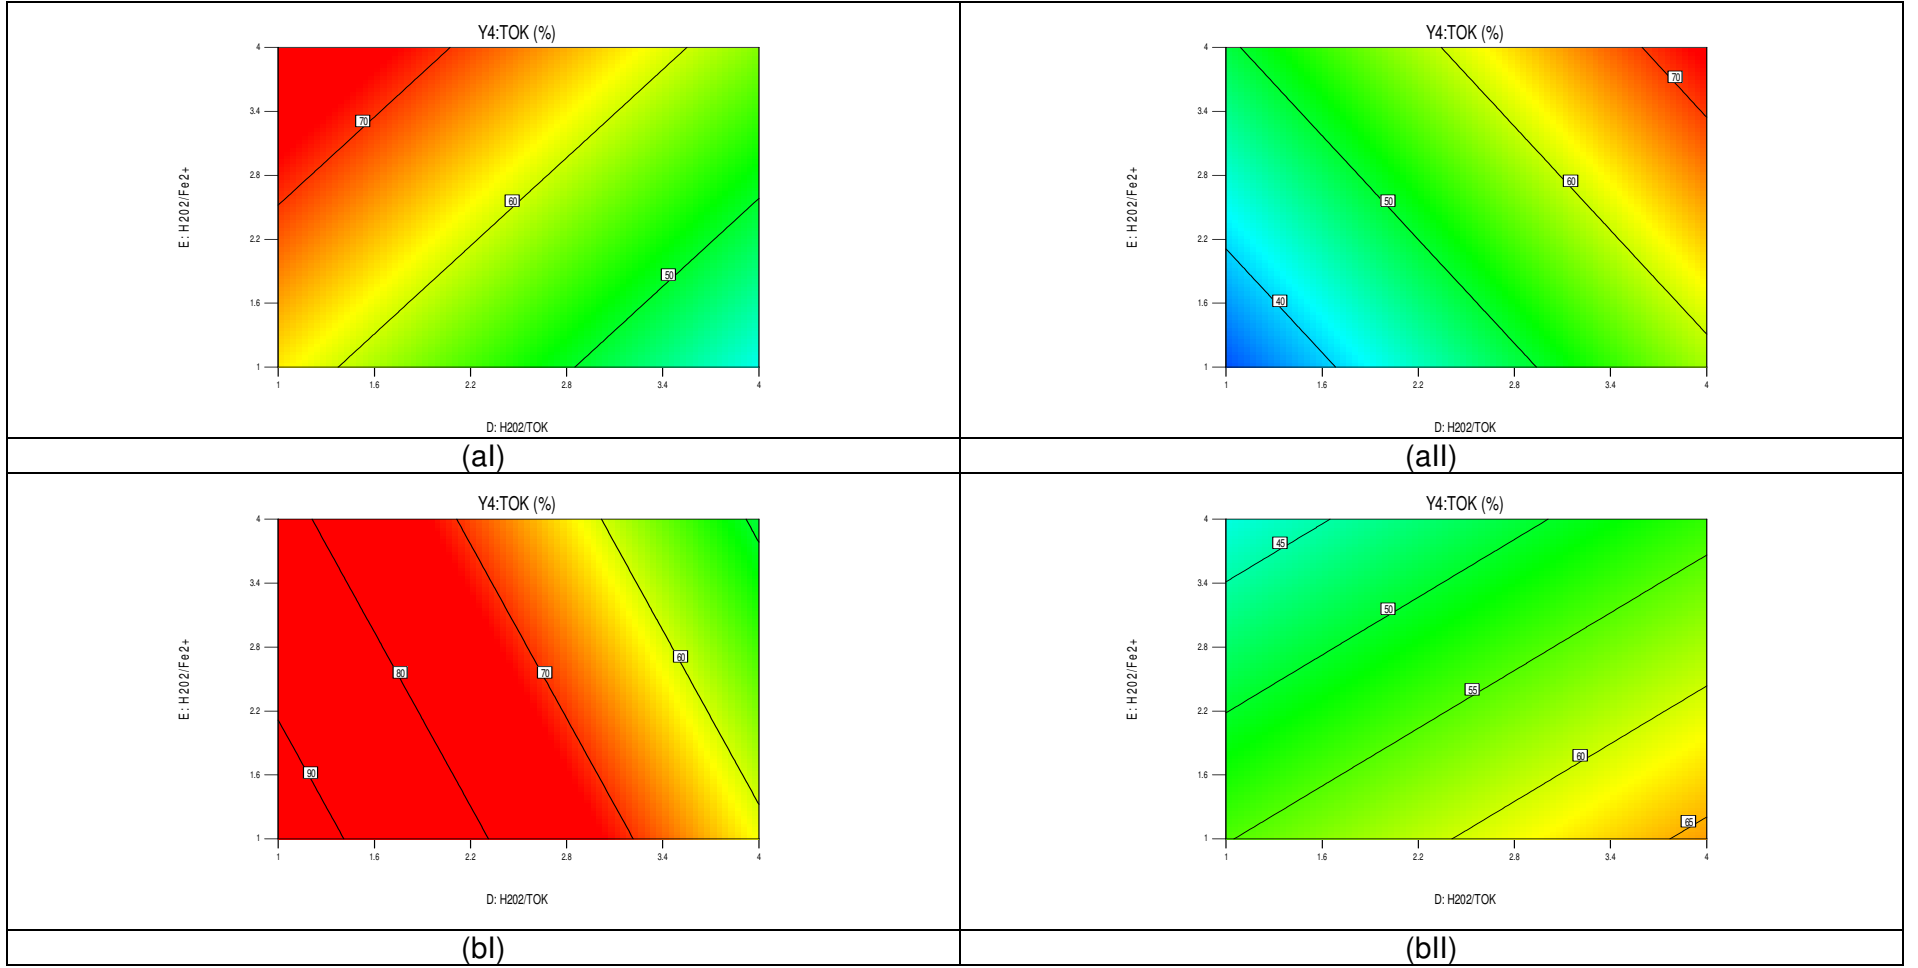 Y4:TOK (%)
4
3.4
2.8
2.2
1.6
1
E: H202/Fe2+
70
60
50
1 1.6 2.2 2.8 3.4 4
D: H202/TOK
Y4:TOK (%)
4
3.4
2.8
2.2
1.6
1
E: H202/Fe2+
70
60
50
40
1 1.6 2.2 2.8 3.4 4
D: H202/TOK
(aI)
(aII)
Y4:TOK (%)
4
3.4
2.8
2.2
1.6
1
E: H202/Fe2+
80
70
60
90
1 1.6 2.2 2.8 3.4 4
D: H202/TOK
Y4:TOK (%)
4
3.4
2.8
2.2
1.6
1
E: H202/Fe2+
45
50
55
60
65
1 1.6 2.2 2.8 3.4 4
D: H202/TOK
(bI)
(bII)